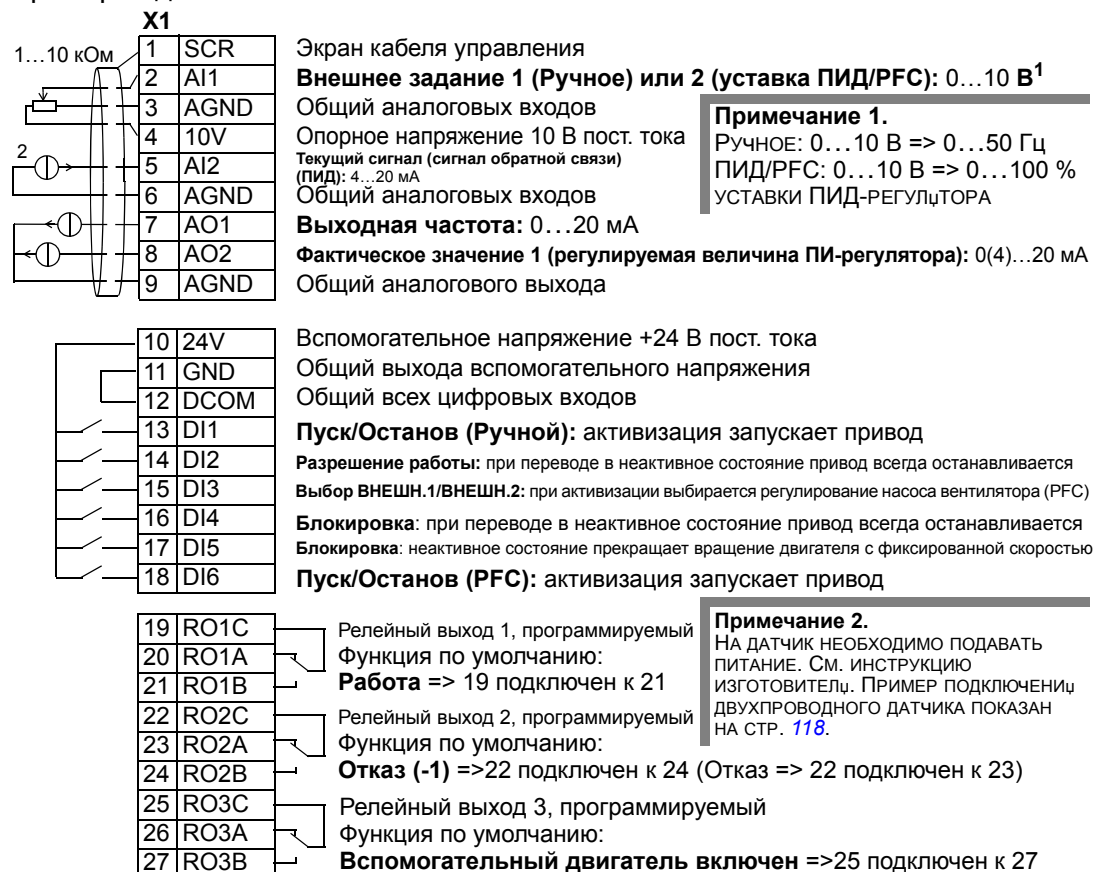 X1
1…10 кОм
1 SCR Экран кабеля управления
2 AI1 Внешнее задание 1 (Ручное) или 2 (уставка ПИД/PFC): 0…10 В1
3 AGND Общий аналоговых входов
4 10V Опорное напряжение 10 В пост. тока
2
5 AI2 Текущий сигнал (сигнал обратной связи)
(ПИД): 4…20 мА
6 AGND Общий аналоговых входов
7 AO1 Выходная частота: 0…20 мА
8 AO2 Фактическое значение 1 (регулируемая величина ПИ-регулятора): 0(4)…20 мА
9 AGND Общий аналогового выхода
Примечание 1.
РУЧНОЕ: 0…10 В => 0…50 Гц
ПИД/PFC: 0…10 В => 0…100 %
УСТАВКИ ПИД-РЕГУЛџТОРА
10 24V Вспомогательное напряжение +24 В пост. тока
11 GND Общий выхода вспомогательного напряжения
12 DCOM Общий всех цифровых входов
13 DI1 Пуск/Останов (Ручной): активизация запускает привод
14 DI2 Разрешение работы: при переводе в неактивное состояние привод всегда останавливается
15 DI3 Выбор ВНЕШН.1/ВНЕШН.2: при активизации выбирается регулирование насоса вентилятора (PFC)
16 DI4 Блокировка: при переводе в неактивное состояние привод всегда останавливается
17 DI5 Блокировка: неактивное состояние прекращает вращение двигателя с фиксированной скоростью
18 DI6 Пуск/Останов (PFC): активизация запускает привод
19 RO1C Релейный выход 1, программируемый
20 RO1A Функция по умолчанию:
21 RO1B Работа => 19 подключен к 21
22 RO2C Релейный выход 2, программируемый
23 RO2A Функция по умолчанию:
24 RO2B Отказ (-1) =>22 подключен к 24 (Отказ => 22 подключен к 23)
Примечание 2.
НА ДАТЧИК НЕОБХОДИМО ПОДАВАТЬ
ПИТАНИЕ. СМ. ИНСТРУКЦИЮ
ИЗГОТОВИТЕЛџ. ПРИМЕР ПОДКЛЮЧЕНИџ
ДВУХПРОВОДНОГО ДАТЧИКА ПОКАЗАН
НА СТР. 118.
25 RO3C Релейный выход 3, программируемый
26 RO3A Функция по умолчанию:
27 RO3B Вспомогательный двигатель включен =>25 подключен к 27